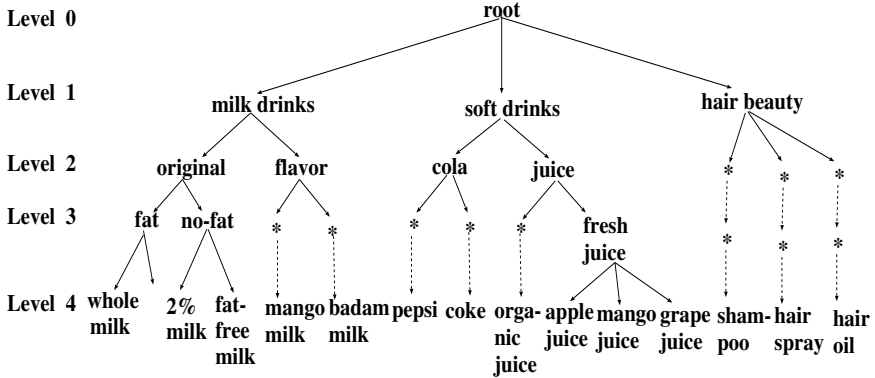 Level 0
root
Level 1
milk drinks
soft drinks
hair beauty
Level 2
original
flavor
cola
juice
*
*
*
Level 3
fat
no-fat
*
*
*
*
*
fresh
juice
*
*
*
Level 4
whole
milk
2%
milk
fat-
free
milk
mango
milk
badam
milk
pepsi
coke
orga-
nic
juice
apple
juice
mango
juice
grape
juice
sham-
poo
hair
spray
hair
oil